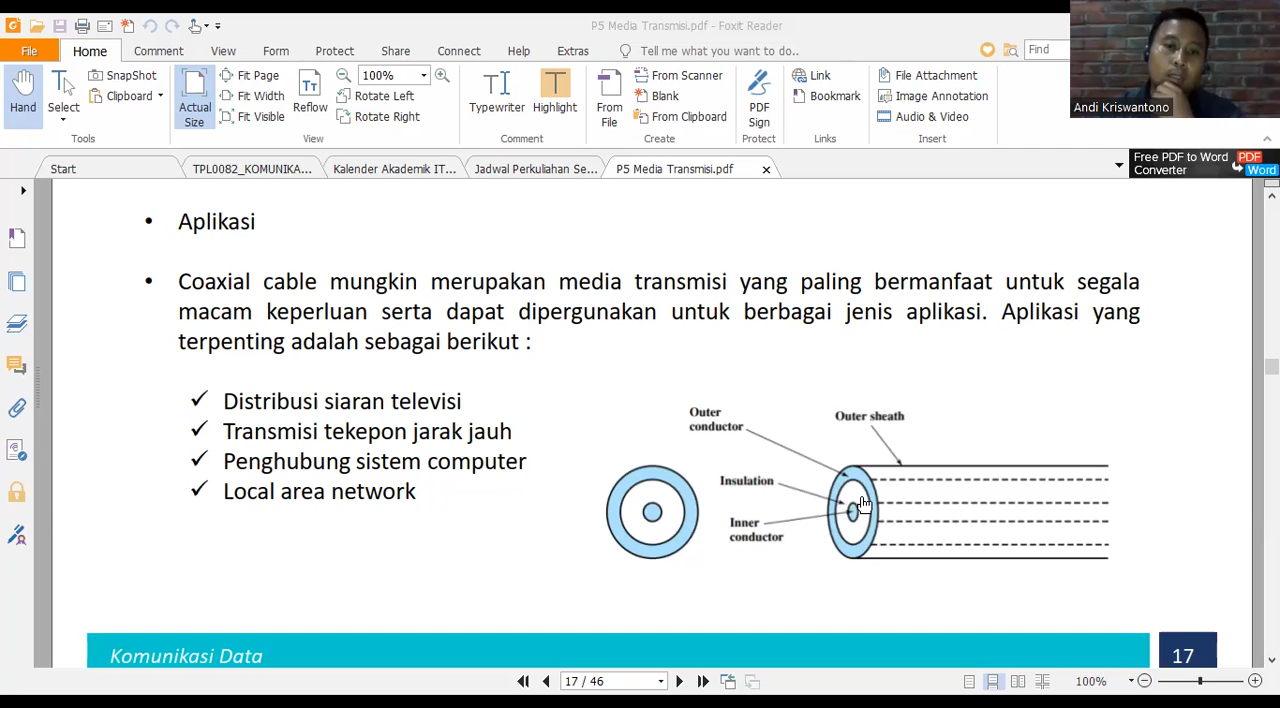 P5 Media Transmisi.pdf - Foxit Reader
File Home Comment View Form Protect Share Connect Help Extras Tell me what you want to do.. Find
Hand
Select
SnapShot
Clipboard
Tools
Actual Size
Fit Page
Fit Width
Fit Visible
Reflow
100%
Rotate Left
Rotate Right
View
Typewriter
Highlight
Comment
From File
From Scanner
Blank
From Clipboard
Create
PDF Sign
Protect
Link
Bookmark
Links
File Attachment
Image Annotation
Audio & Video
Insert
Andi Kriswantono
Start TPL0082_KOMUNIKA... Kalender Akademik IT... Jadwal Perkuliahan Se... P5 Media Transmisi.pdf
Free PDF to Word Converter PDF Word
• Aplikasi
• Coaxial cable mungkin merupakan media transmisi yang paling bermanfaat untuk segala
macam keperluan serta dapat dipergunakan untuk berbagai jenis aplikasi. Aplikasi yang
terpenting adalah sebagai berikut :
✓ Distribusi siaran televisi
✓ Transmisi tekepon jarak jauh
✓ Penghubung sistem computer
✓ Local area network
Outer
conductor
Outer sheath
Insulation
Inner
conductor
Komunikasi Data 17
17 / 46 100%